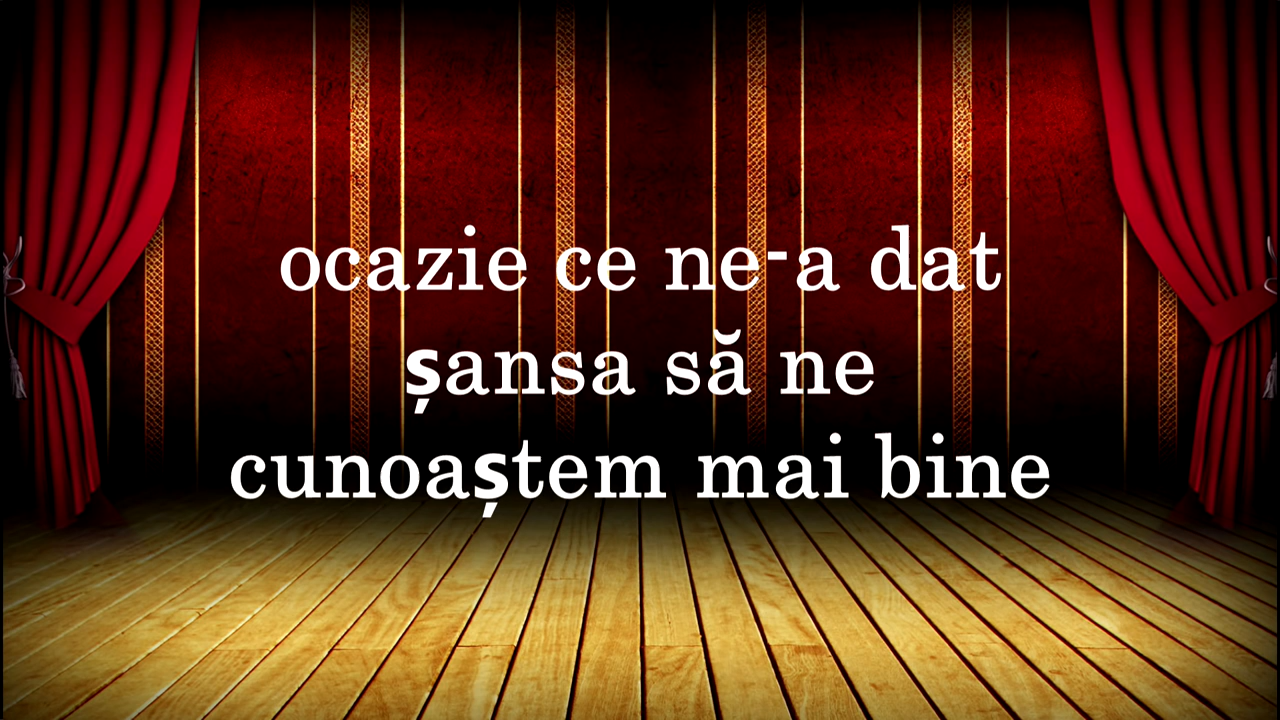 ocazie ce ne-a dat
șansa să ne
cunoaștem mai bine